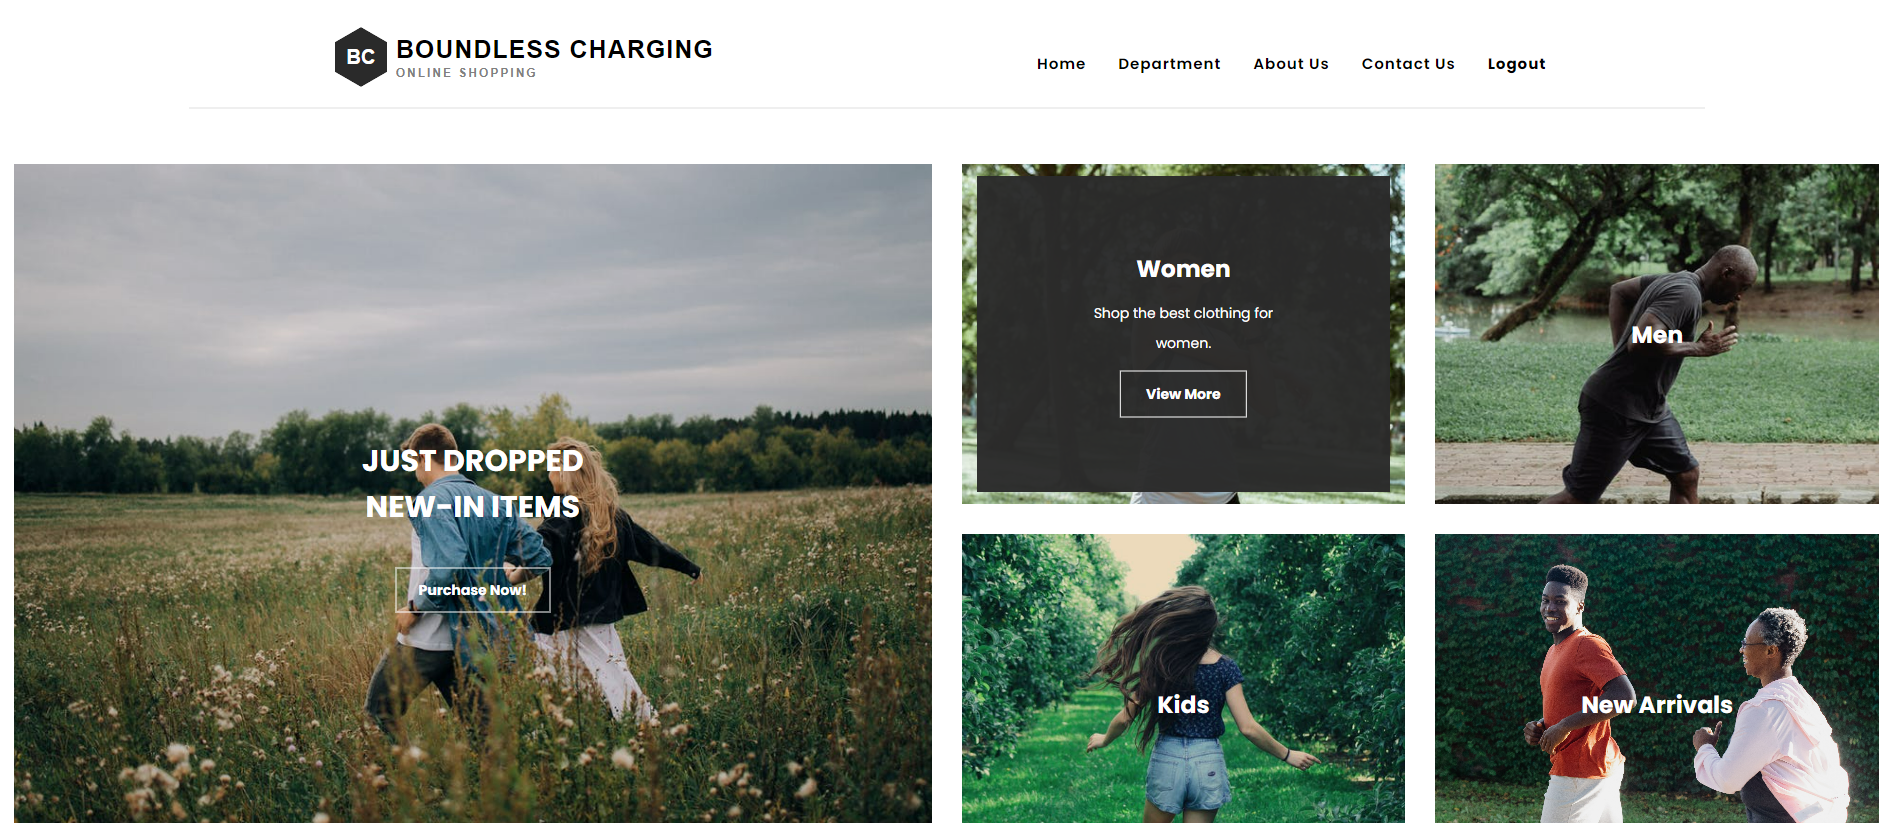 BC
BOUNDLESS CHARGING
ONLINE SHOPPING
Home Department About Us Contact Us Logout
JUST DROPPED
NEW-IN ITEMS
Purchase Now!
Women
Shop the best clothing for
women.
View More
Men
Kids
New Arrivals